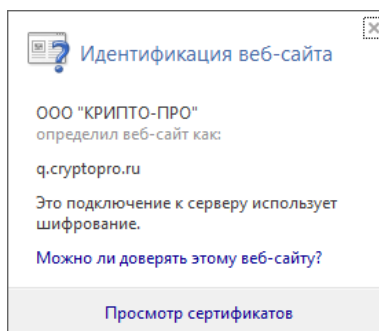 Идентификация веб-сайта
ООО "КРИПТО-ПРО"
определил веб-сайт как:
q.cryptopro.ru
Это подключение к серверу использует
шифрование.
Можно ли доверять этому веб-сайту?
Просмотр сертификатов